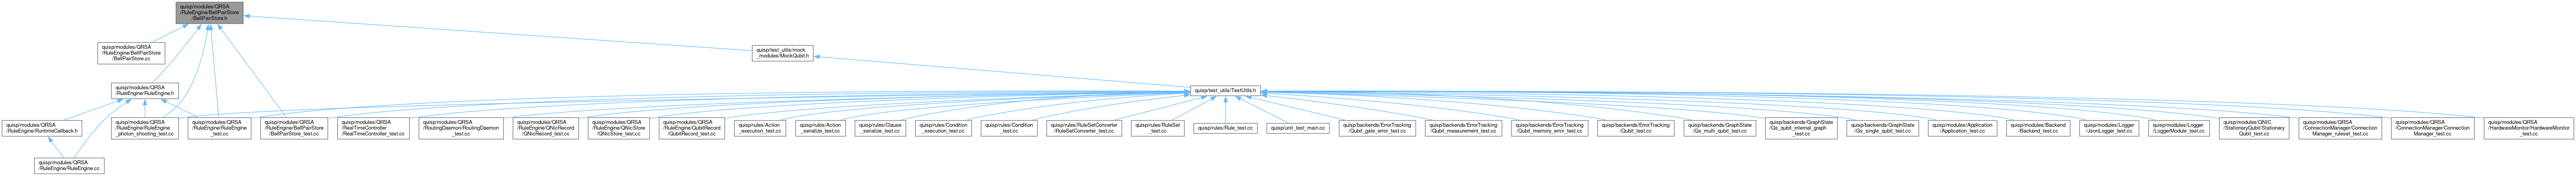 quisp/modules/QRSA
/RuleEngine/BellPairStore
/BellPairStore.h
quisp/modules/QRSA
/RuleEngine/BellPairStore
/BellPairStore.cc
quisp/test_utils/mock
_modules/MockQubit.h
quisp/modules/QRSA
/RuleEngine/RuleEngine.h
quisp/test_utils/TestUtils.h
quisp/modules/QRSA
/RuleEngine/RuntimeCallback.h
quisp/modules/QRSA
/RuleEngine/RuleEngine
_photon_shooting_test.cc
quisp/modules/QRSA
/RuleEngine/RuleEngine
_test.cc
quisp/modules/QRSA
/RuleEngine/BellPairStore
/BellPairStore_test.cc
quisp/modules/QRSA
/RealTimeController
/RealTimeController_test.cc
quisp/modules/QRSA
/RoutingDaemon/RoutingDaemon
_test.cc
quisp/modules/QRSA
/RuleEngine/QNicRecord
/QNicRecord_test.cc
quisp/modules/QRSA
/RuleEngine/QNicStore
/QNicStore_test.cc
quisp/modules/QRSA
/RuleEngine/QubitRecord
/QubitRecord_test.cc
quisp/rules/Action
_execution_test.cc
quisp/rules/Action
_serialize_test.cc
quisp/rules/Clause
_serialize_test.cc
quisp/rules/Condition
_execution_test.cc
quisp/rules/Condition
_test.cc
quisp/rules/RuleSetConverter
/RuleSetConverter_test.cc
quisp/rules/RuleSet
_test.cc
quisp/rules/Rule_test.cc
quisp/unit_test_main.cc
quisp/backends/ErrorTracking
/Qubit_gate_error_test.cc
quisp/backends/ErrorTracking
/Qubit_measurement_test.cc
quisp/backends/ErrorTracking
/Qubit_memory_error_test.cc
quisp/backends/ErrorTracking
/Qubit_test.cc
quisp/backends/GraphState
/Gs_multi_qubit_test.cc
quisp/backends/GraphState
/Gs_qubit_internal_graph
_test.cc
quisp/backends/GraphState
/Gs_single_qubit_test.cc
quisp/modules/Application
/Application_test.cc
quisp/modules/Backend
/Backend_test.cc
quisp/modules/Logger
/JsonLogger_test.cc
quisp/modules/Logger
/LoggerModule_test.cc
quisp/modules/QNIC
/StationaryQubit/Stationary
Qubit_test.cc
quisp/modules/QRSA
/ConnectionManager/Connection
Manager_ruleset_test.cc
quisp/modules/QRSA
/ConnectionManager/Connection
Manager_test.cc
quisp/modules/QRSA
/HardwareMonitor/HardwareMonitor
_test.cc
quisp/modules/QRSA
/RuleEngine/RuleEngine.cc